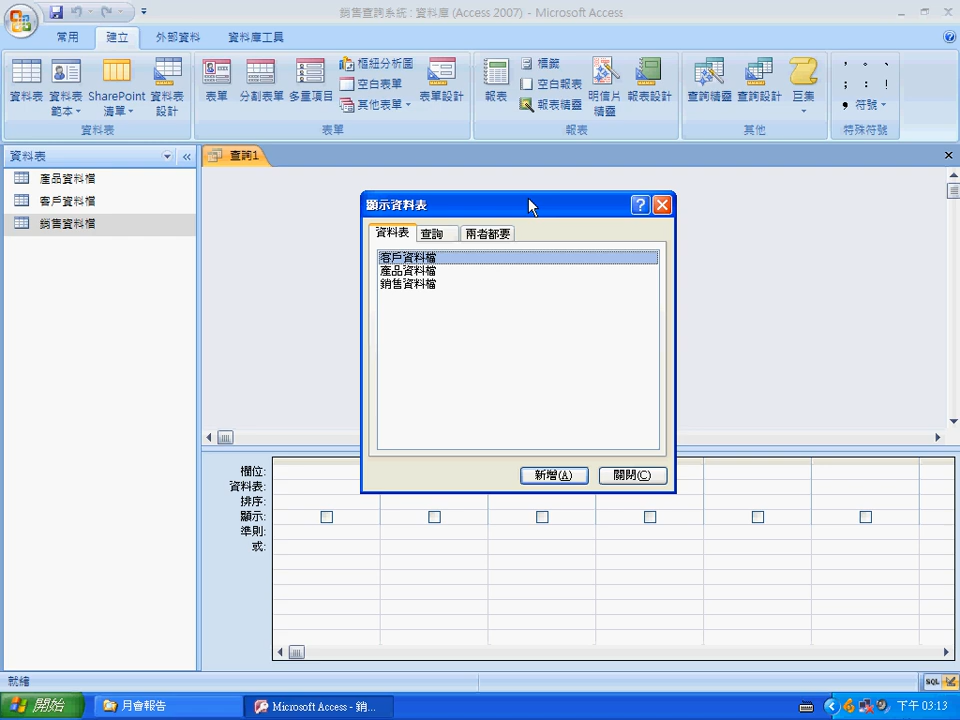 銷售查詢系統 : 資料庫 (Access 2007) - Microsoft Access
常用 建立 外部資料 資料庫工具
資料表 資料表範本 SharePoint 清單 資料表設計
資料表
表單 分割表單 多重項目 樞紐分析圖 空白表單 其他表單 表單設計
表單
報表 標籤 空白報表 報表精靈 明信片精靈 報表設計
報表
查詢精靈 查詢設計 巨集
其他
, 。 、
; : !
, 符號
特殊符號
資料表 «
產品資料檔
客戶資料檔
銷售資料檔
查詢1
顯示資料表
資料表 查詢 兩者都要
客戶資料檔
產品資料檔
銷售資料檔
新增(A) 關閉(C)
欄位:
資料表:
排序:
顯示:
準則:
或:
就緒
SQL
開始 月會報告 Microsoft Access - 銷... 下午 03:13